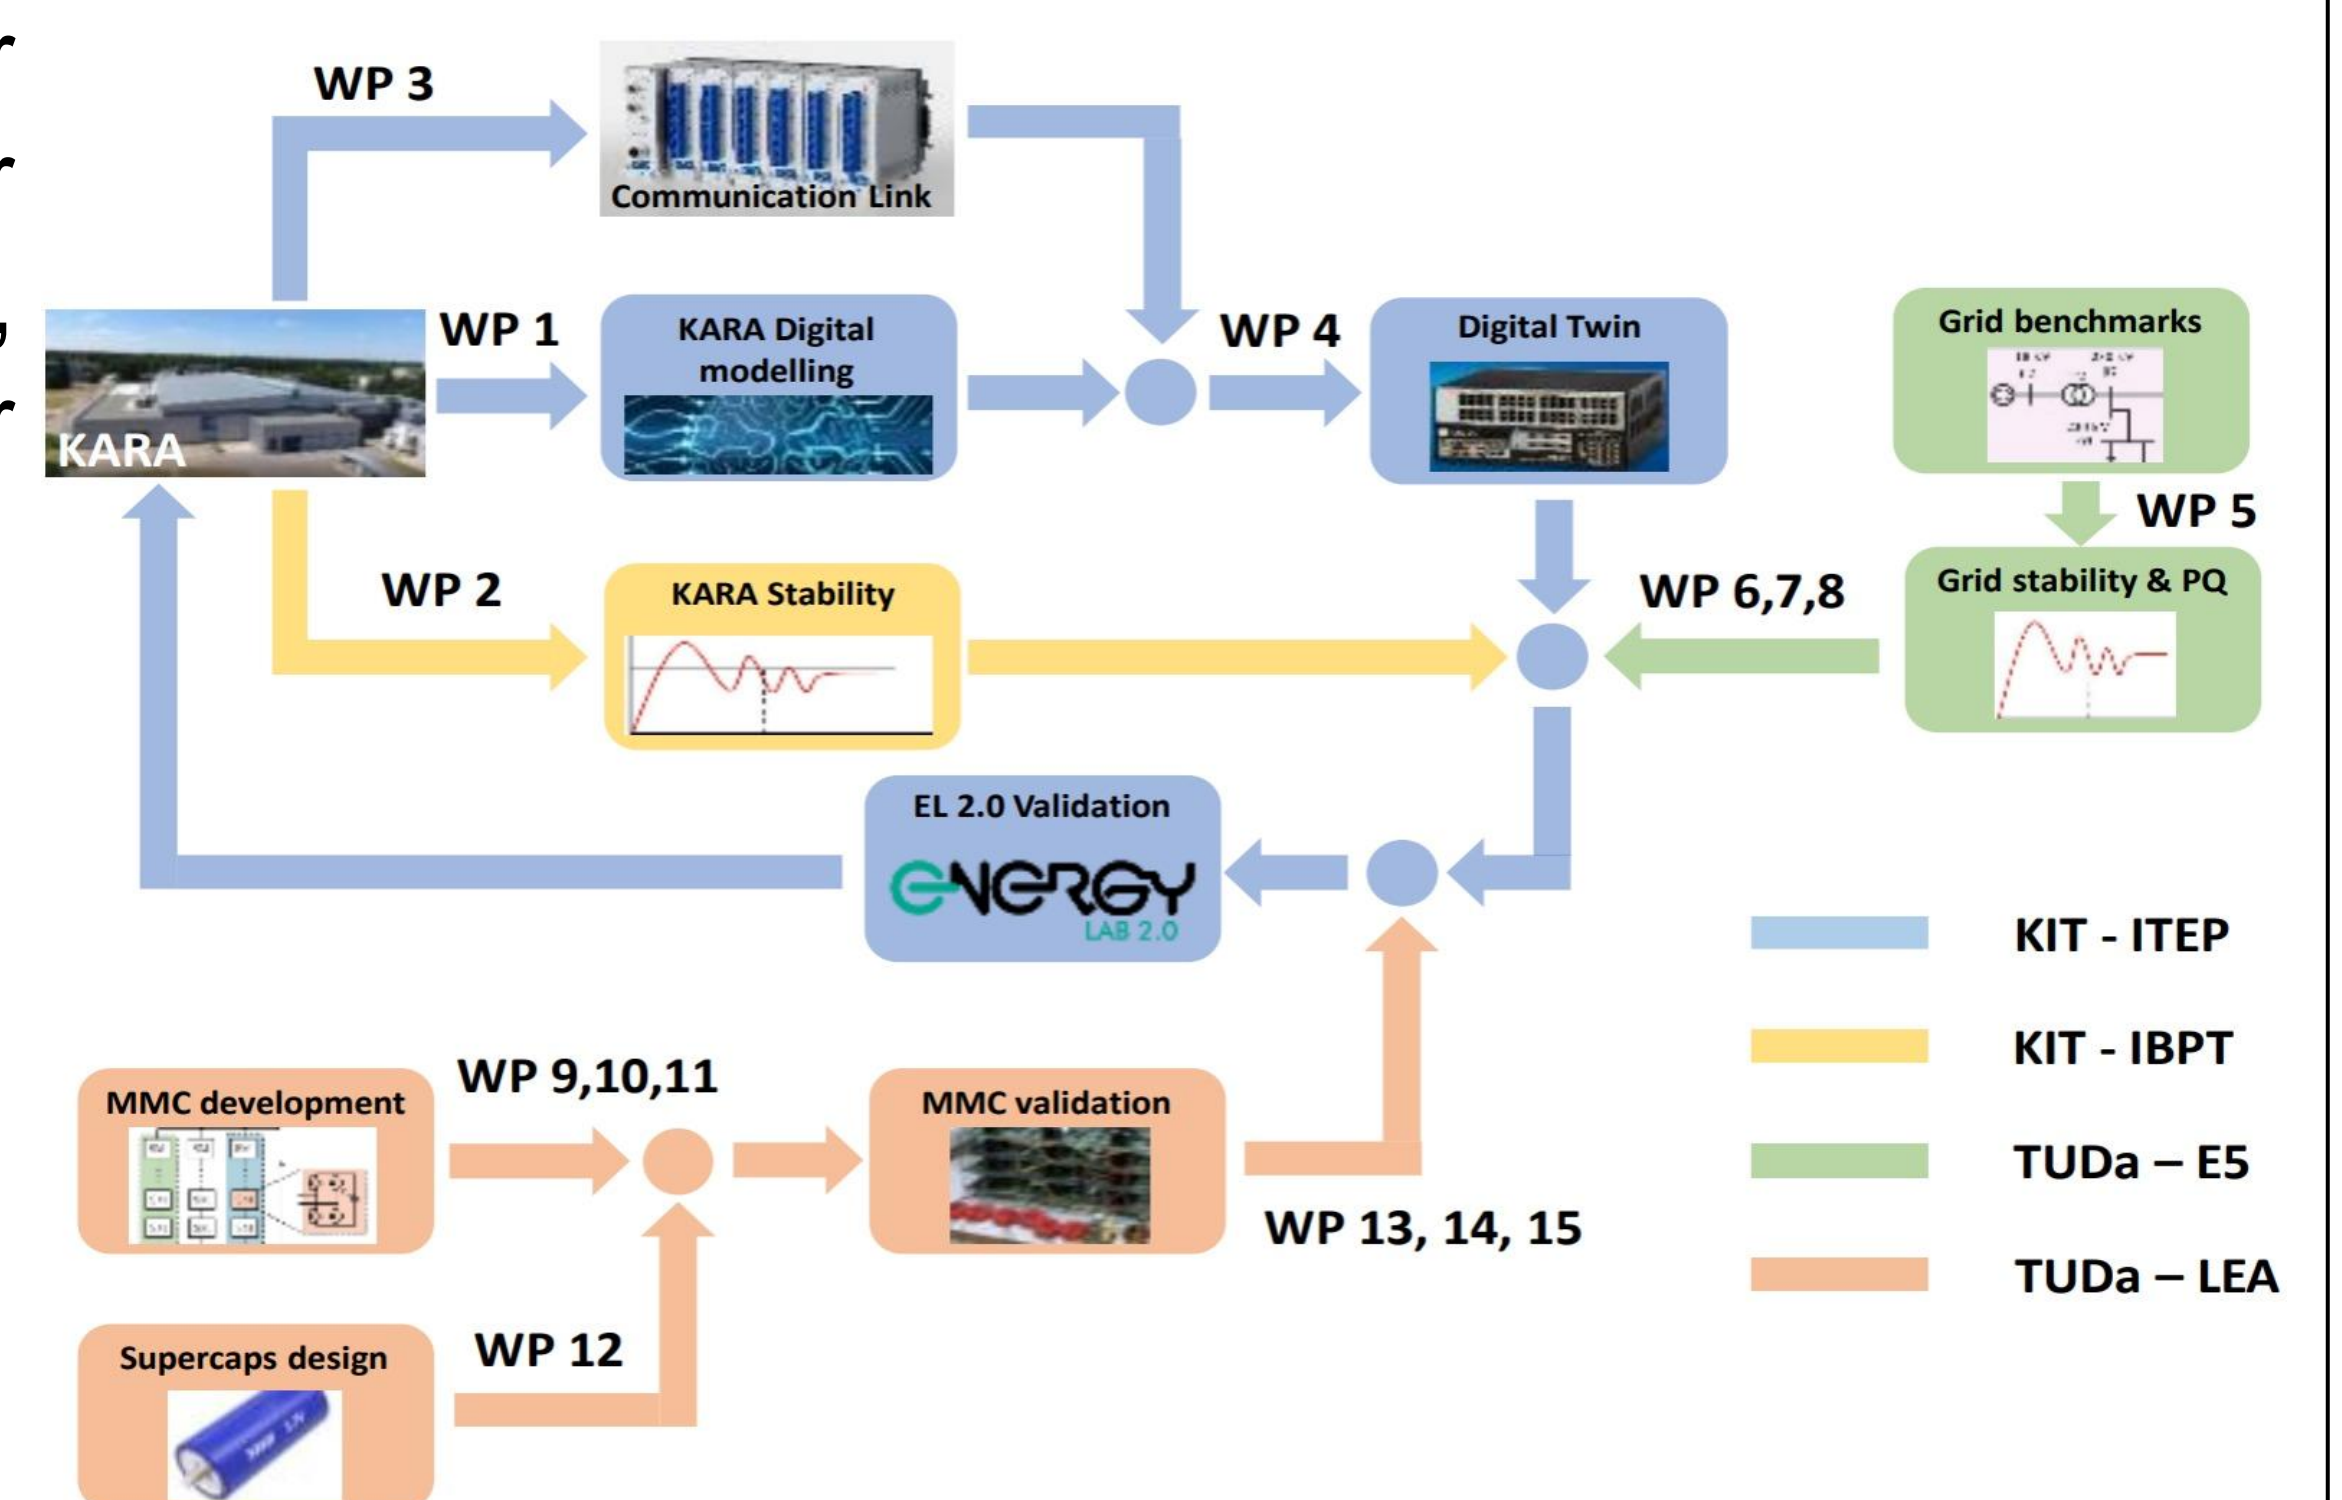 WP 3
Communication Link
KARA
WP 1
KARA Digital
modelling
WP 4
Digital Twin
Grid benchmarks
WP 5
WP 2
KARA Stability
WP 6,7,8
Grid stability & PQ
EL 2.0 Validation
ENERGY
LAB 2.0
KIT - ITEP
KIT - IBPT
TUDa – E5
TUDa – LEA
MMC development
WP 9,10,11
MMC validation
WP 13, 14, 15
Supercaps design
WP 12